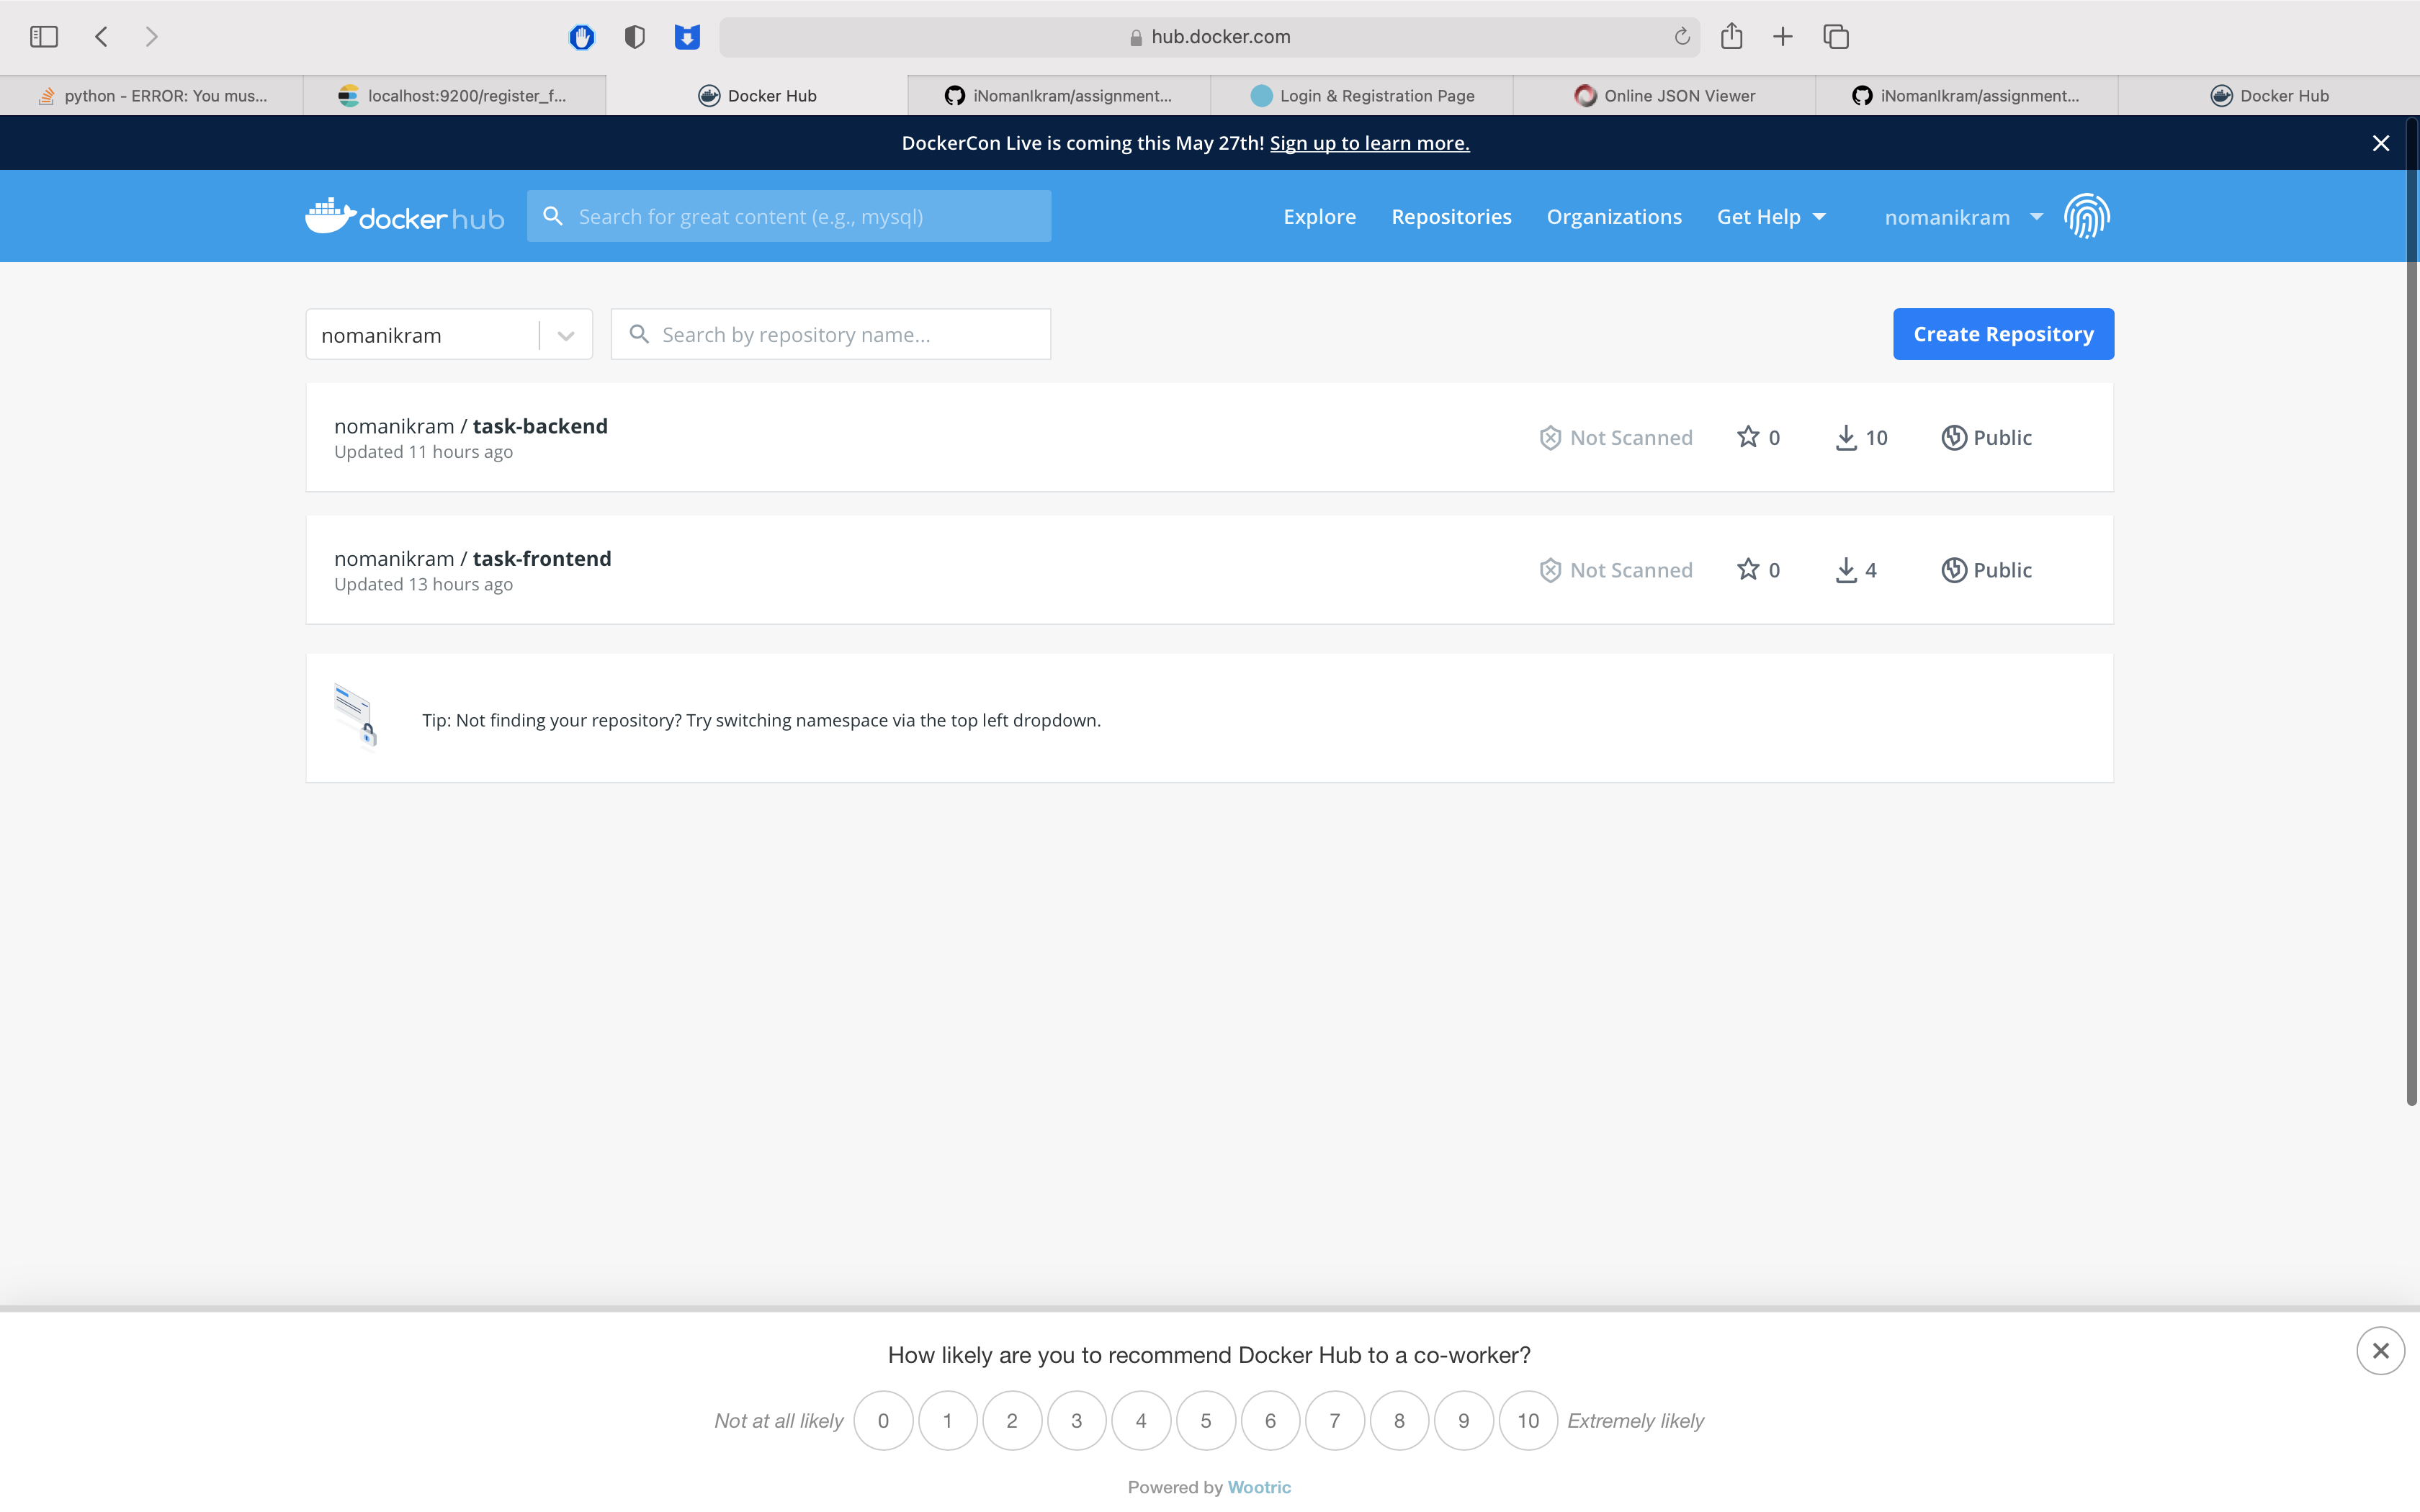 hub.docker.com
python - ERROR: You mus...
localhost:9200/register_f...
Docker Hub
iNomanIkram/assignment...
Login & Registration Page
Online JSON Viewer
iNomanIkram/assignment...
Docker Hub
DockerCon Live is coming this May 27th! Sign up to learn more.
docker hub
Search for great content (e.g., mysql)
Explore
Repositories
Organizations
Get Help
nomanikram
nomanikram
Search by repository name...
Create Repository
nomanikram / task-backend
Updated 11 hours ago
Not Scanned
0
10
Public
nomanikram / task-frontend
Updated 13 hours ago
Not Scanned
0
4
Public
Tip: Not finding your repository? Try switching namespace via the top left dropdown.
How likely are you to recommend Docker Hub to a co-worker?
Not at all likely 0 1 2 3 4 5 6 7 8 9 10 Extremely likely
Powered by Wootric